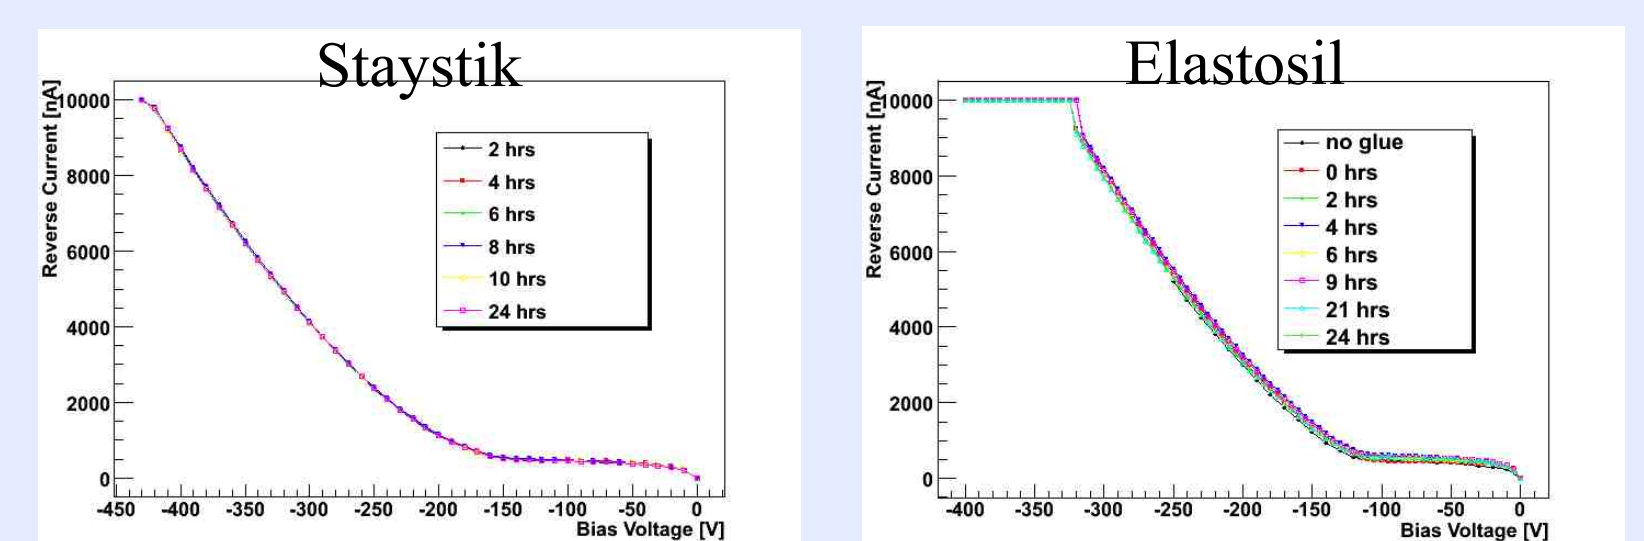 Staystik
Reverse Current [nA]
10000
8000
6000
4000
2000
0
2 hrs
4 hrs
6 hrs
8 hrs
10 hrs
24 hrs
-450 -400 -350 -300 -250 -200 -150 -100 -50 0
Bias Voltage [V]
Elastosil
Reverse Current [nA]
10000
8000
6000
4000
2000
0
no glue
0 hrs
2 hrs
4 hrs
6 hrs
9 hrs
21 hrs
24 hrs
-400 -350 -300 -250 -200 -150 -100 -50 0
Bias Voltage [V]